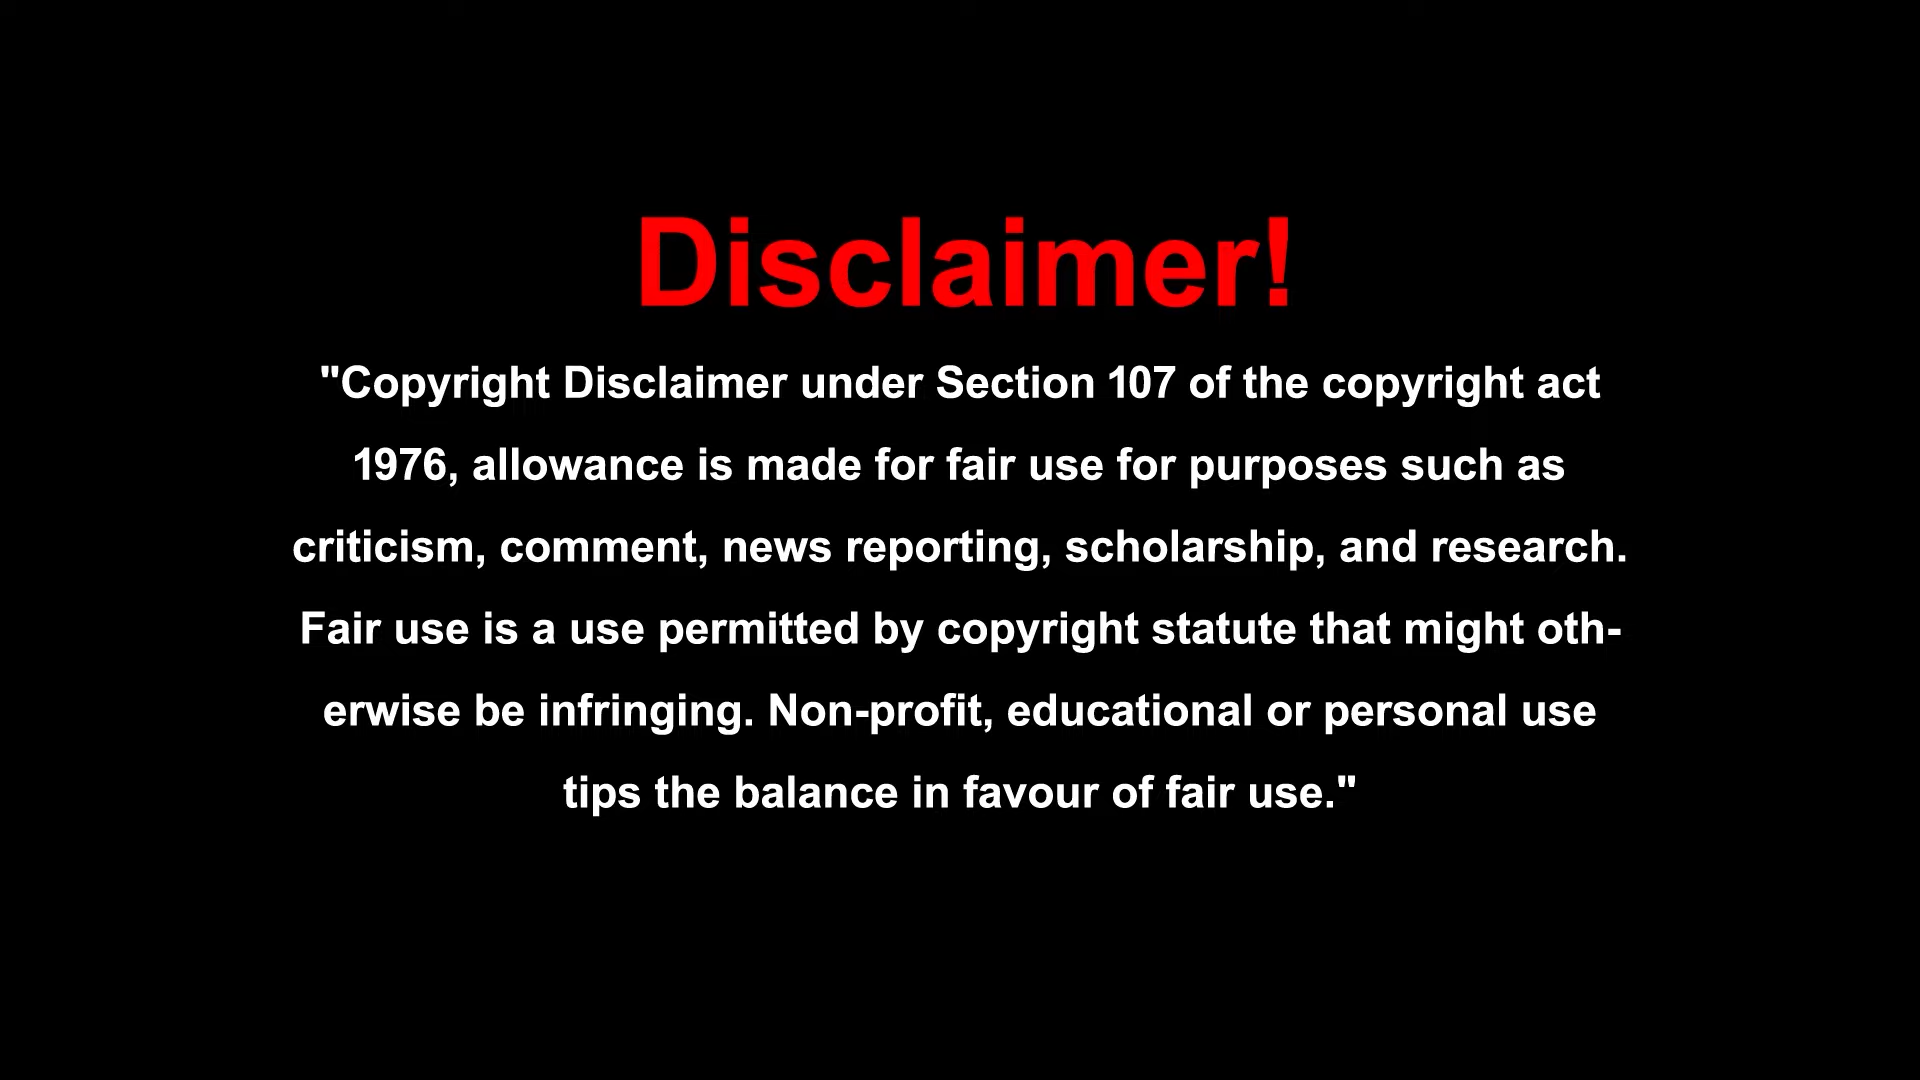 Disclaimer!
"Copyright Disclaimer under Section 107 of the copyright act
1976, allowance is made for fair use for purposes such as
criticism, comment, news reporting, scholarship, and research.
Fair use is a use permitted by copyright statute that might oth-
erwise be infringing. Non-profit, educational or personal use
tips the balance in favour of fair use."